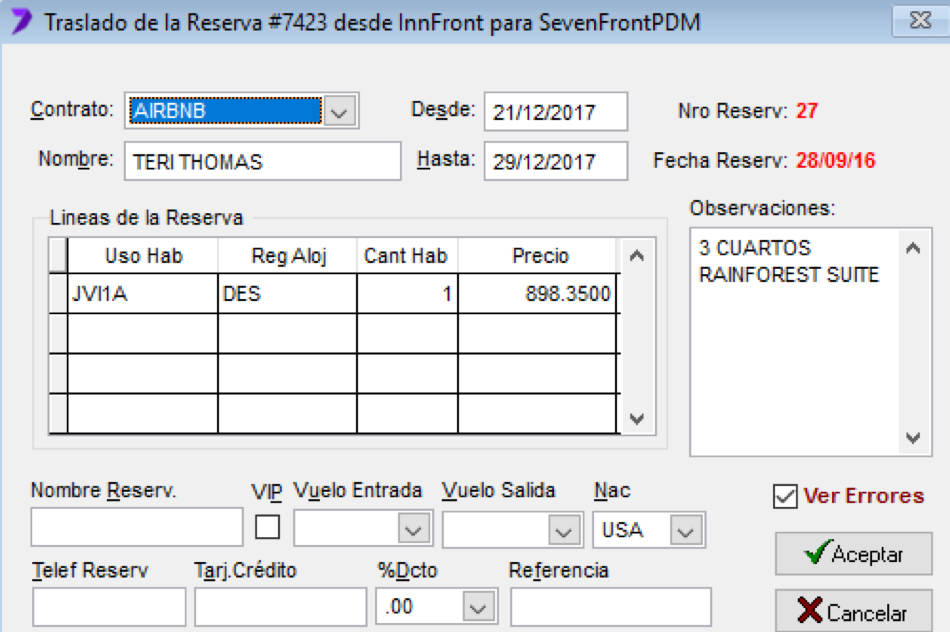 Traslado de la Reserva #7423 desde InnFront para SevenFrontPDM
Contrato: AIRBNB Desde: 21/12/2017 Nro Reserv: 27
Nombre: TERI THOMAS Hasta: 29/12/2017 Fecha Reserv: 28/09/16
Lineas de la Reserva
Uso Hab Reg Aloj Cant Hab Precio
JVI1A DES 1 898.3500
Observaciones:
3 CUARTOS
RAINFOREST SUITE
Nombre Reserv. VIP Vuelo Entrada Vuelo Salida Nac
USA
Ver Errores
Telef Reserv Tarj.Crédito %Dcto Referencia
.00
Aceptar
Cancelar